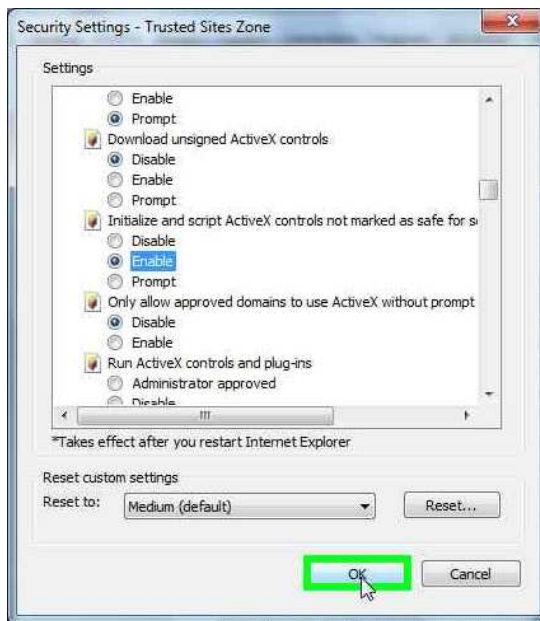 Security Settings - Trusted Sites Zone
Settings
Enable
Prompt
Download unsigned ActiveX controls
Disable
Enable
Prompt
Initialize and script ActiveX controls not marked as safe for s
Disable
Enable
Prompt
Only allow approved domains to use ActiveX without prompt
Disable
Enable
Run ActiveX controls and plug-ins
Administrator approved
Disable
*Takes effect after you restart Internet Explorer
Reset custom settings
Reset to: Medium (default) Reset...
OK Cancel